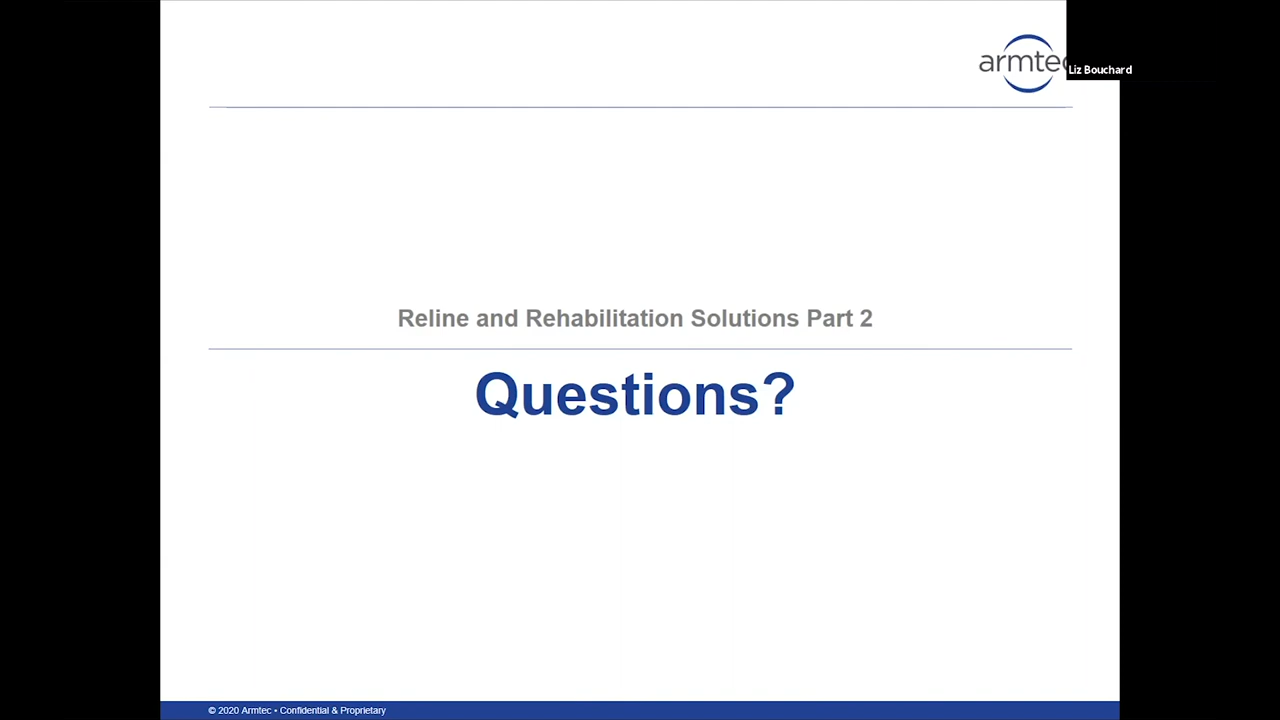 armtec
Liz Bouchard
Reline and Rehabilitation Solutions Part 2
Questions?
© 2020 Armtec • Confidential & Proprietary